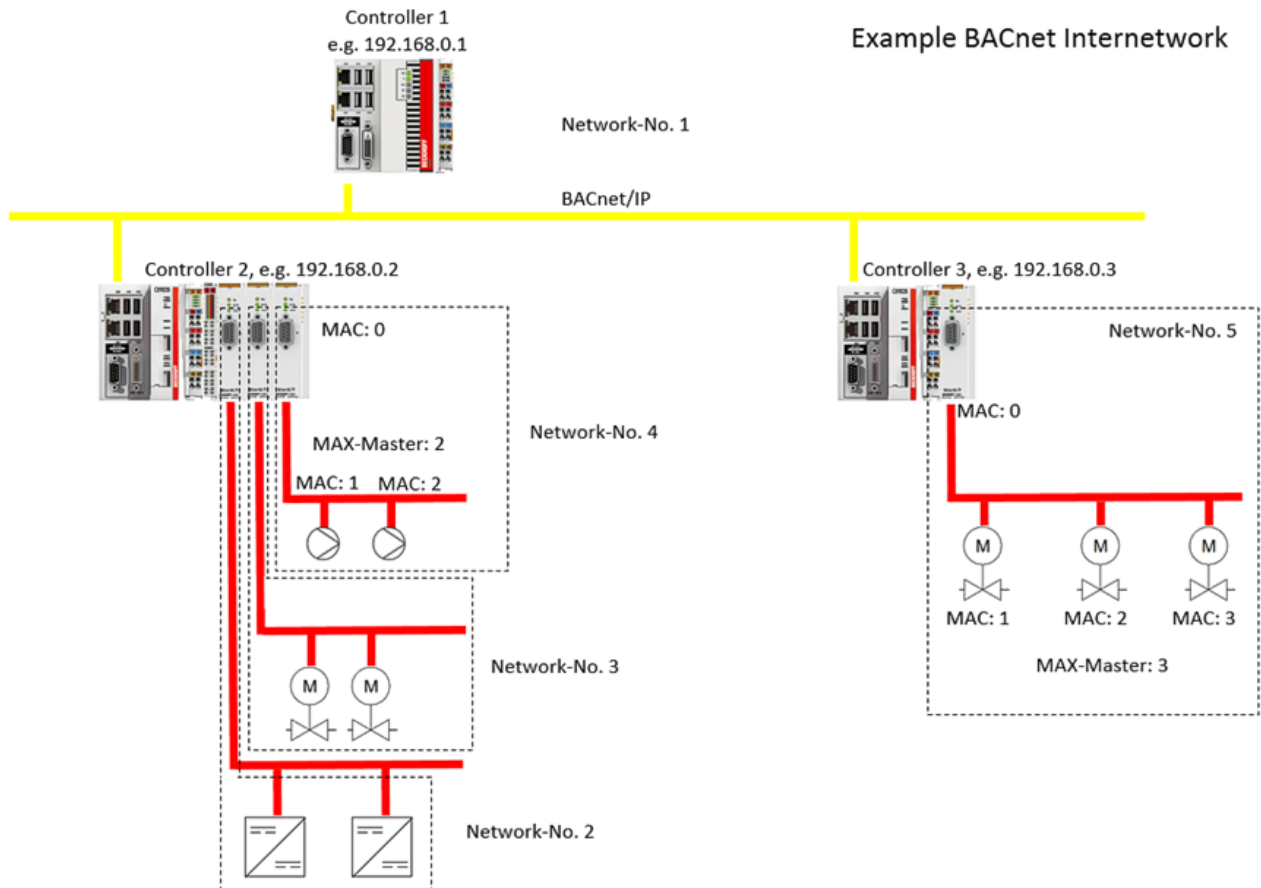 Controller 1
e.g. 192.168.0.1
Example BACnet Internetwork
Network-No. 1
BACnet/IP
Controller 2, e.g. 192.168.0.2
Controller 3, e.g. 192.168.0.3
MAC: 0
Network-No. 5
MAC: 0
Network-No. 4
MAX-Master: 2
MAC: 1
MAC: 2
M
M
M
MAC: 1
MAC: 2
MAC: 3
Network-No. 3
MAX-Master: 3
M
M
Network-No. 2
BECKHOFF